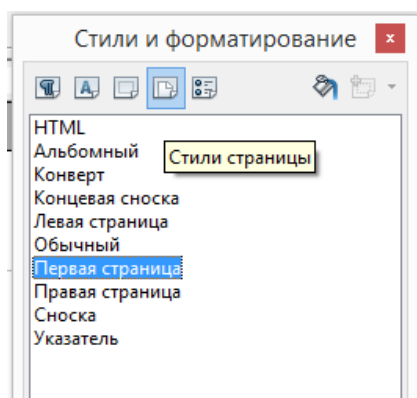 Стили и форматирование
HTML
Альбомный
Стили страницы
Конверт
Концевая сноска
Левая страница
Обычный
Первая страница
Правая страница
Сноска
Указатель